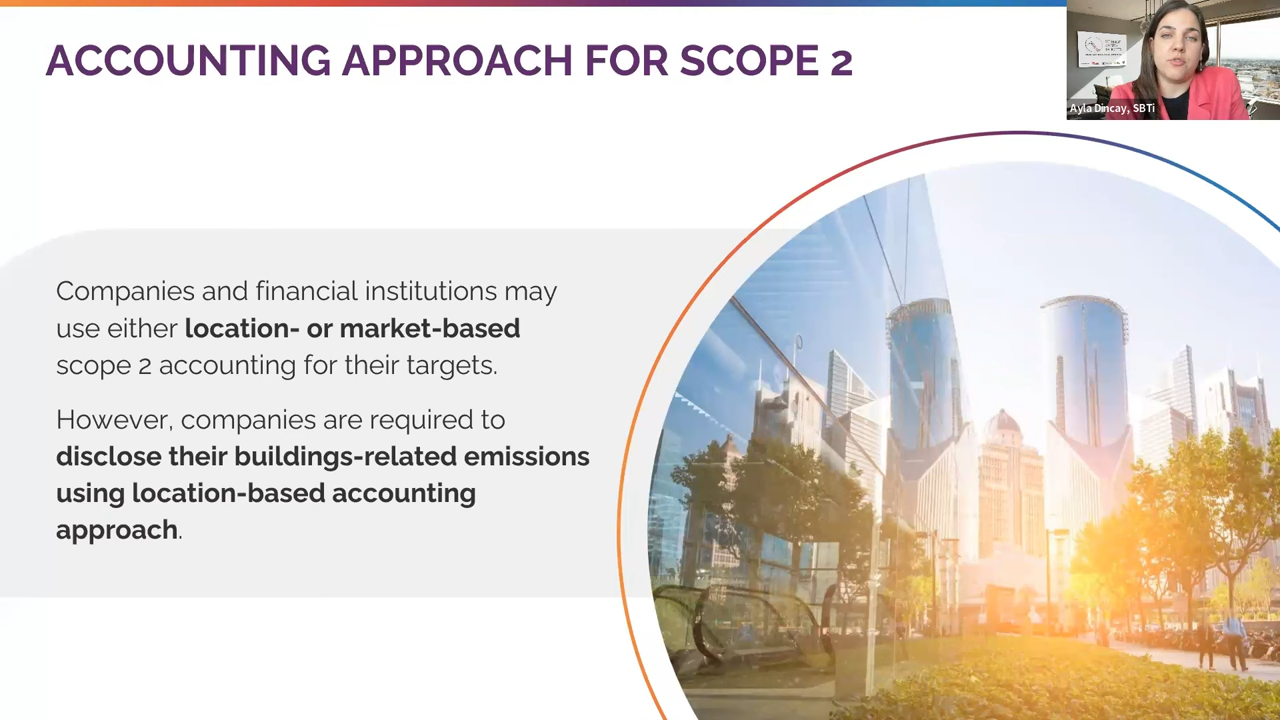 ACCOUNTING APPROACH FOR SCOPE 2
Ayla Dincay, SBTi
Companies and financial institutions may
use either location- or market-based
scope 2 accounting for their targets.
However, companies are required to
disclose their buildings-related emissions
using location-based accounting
approach.